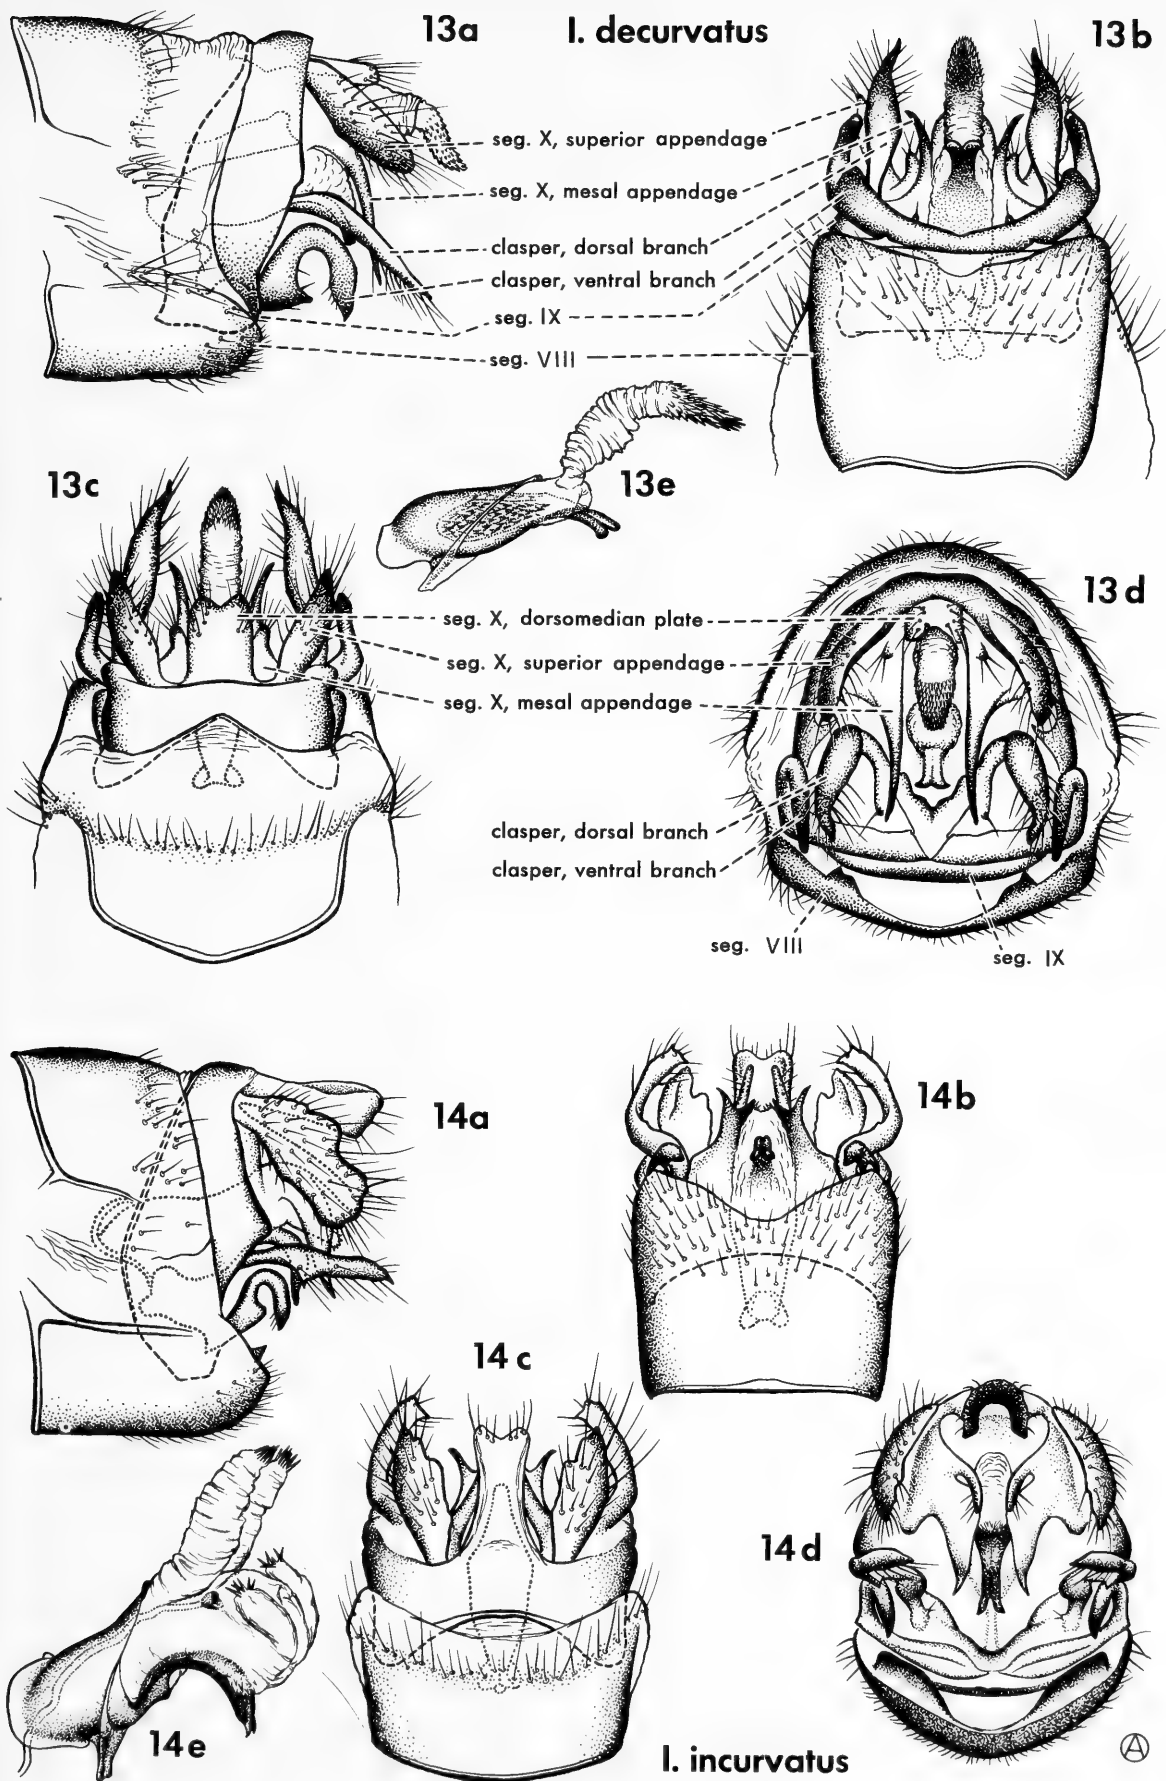 13a I. decurvatus 13b
seg. X, superior appendage
seg. X, mesal appendage
clasper, dorsal branch
clasper, ventral branch
seg. IX
seg. VIII
13c 13e
13d
seg. X, dorsomedian plate
seg. X, superior appendage
seg. X, mesal appendage
clasper, dorsal branch
clasper, ventral branch
seg. VIII
seg. IX
14a 14b
14c
14d
14e
I. incurvatus A